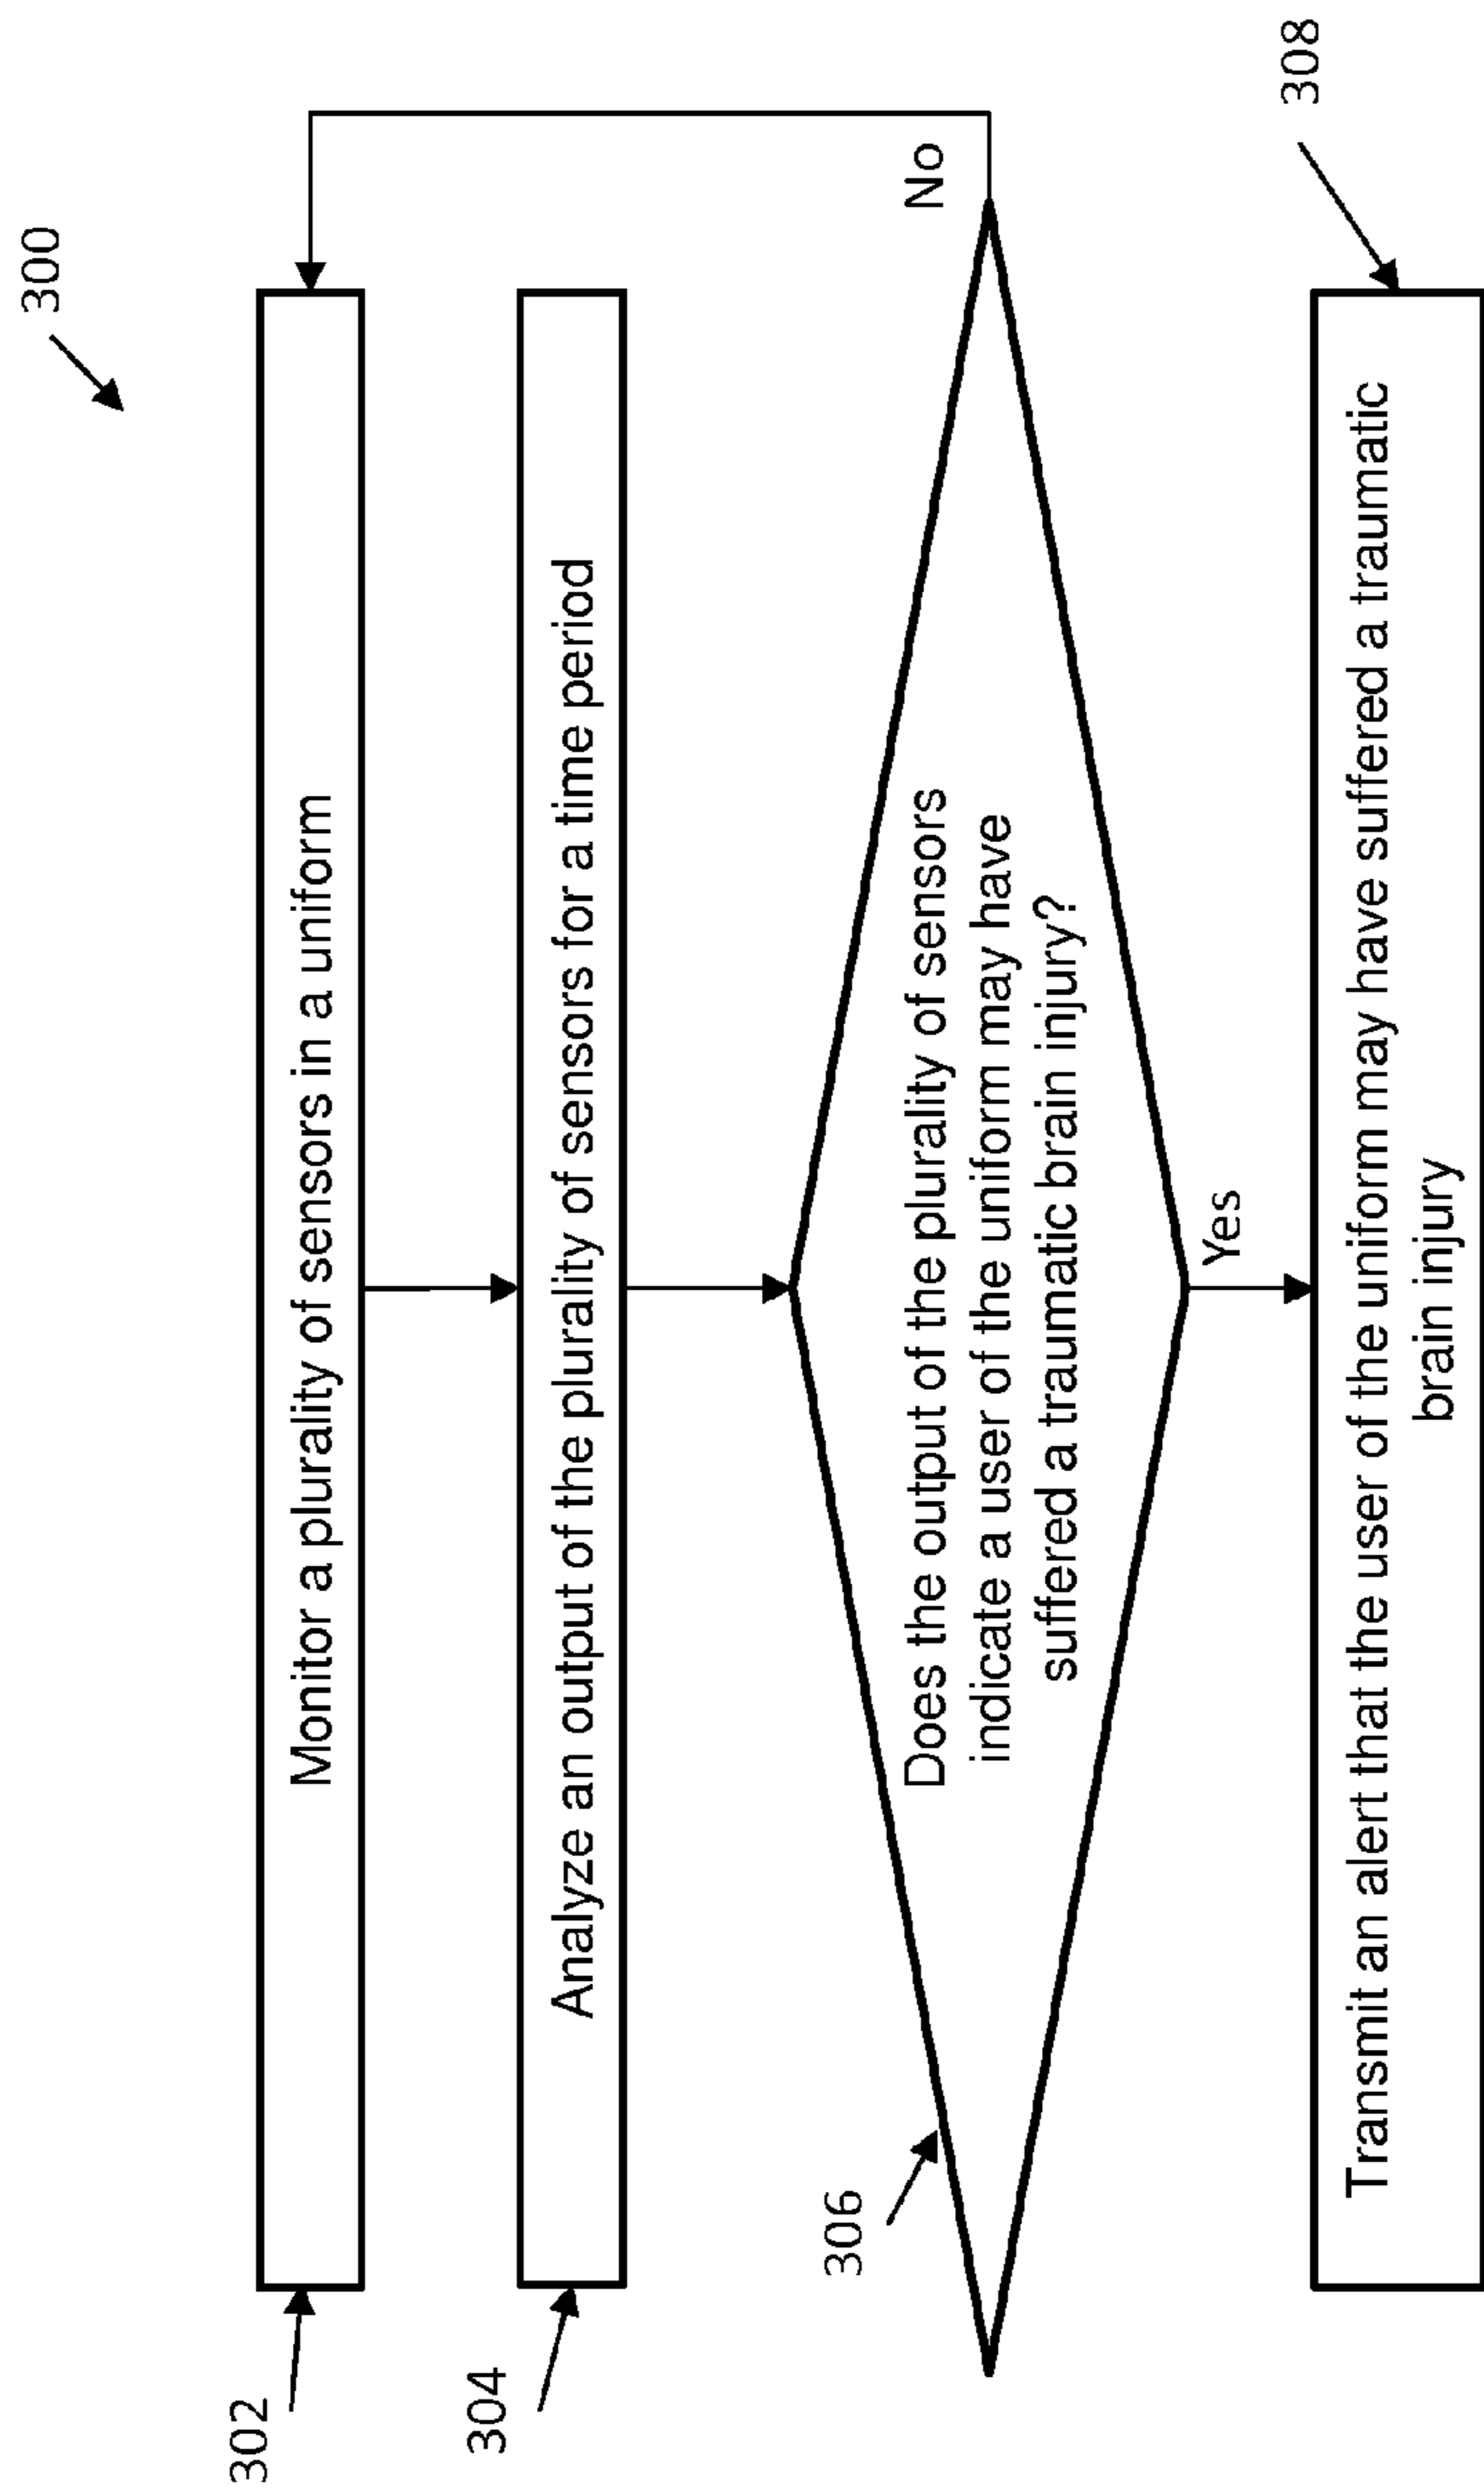 300
302
Monitor a plurality of sensors in a uniform
304
Analyze an output of the plurality of sensors for a time period
306
Does the output of the plurality of sensors
indicate a user of the uniform may have
suffered a traumatic brain injury?
No
Yes
308
Transmit an alert that the user of the uniform may have suffered a traumatic
brain injury